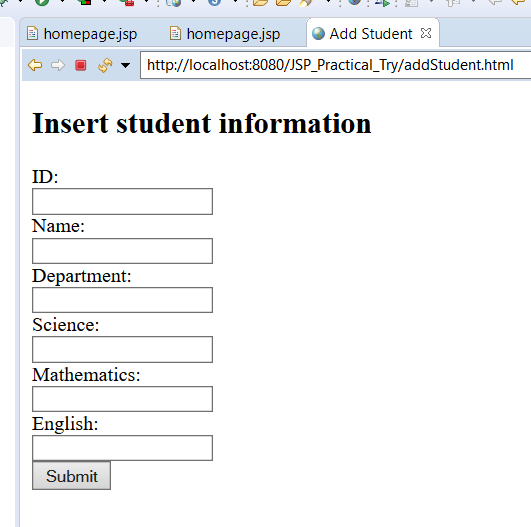 homepage.jsp homepage.jsp Add Student
http://localhost:8080/JSP_Practical_Try/addStudent.html
Insert student information
ID:
Name:
Department:
Science:
Mathematics:
English:
Submit